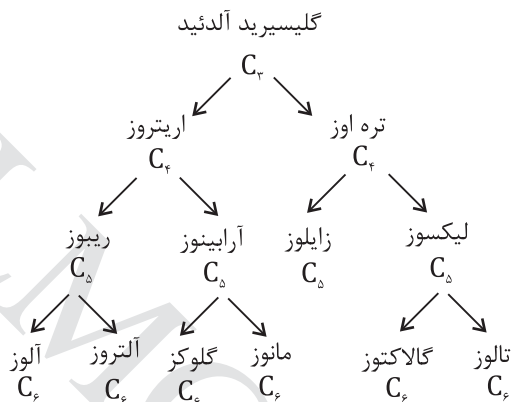 گلیسیرید آلدئید
C۳
اریتروز تره اوز
C۴ C۴
ریبوز آرابینوز زایلوز لیکسوز
C۵ C۵ C۵ C۵
آلوز آلتروز گلوکز مانوز گالاکتوز تالوز
C۶ C۶ C۶ C۶ C۶ C۶